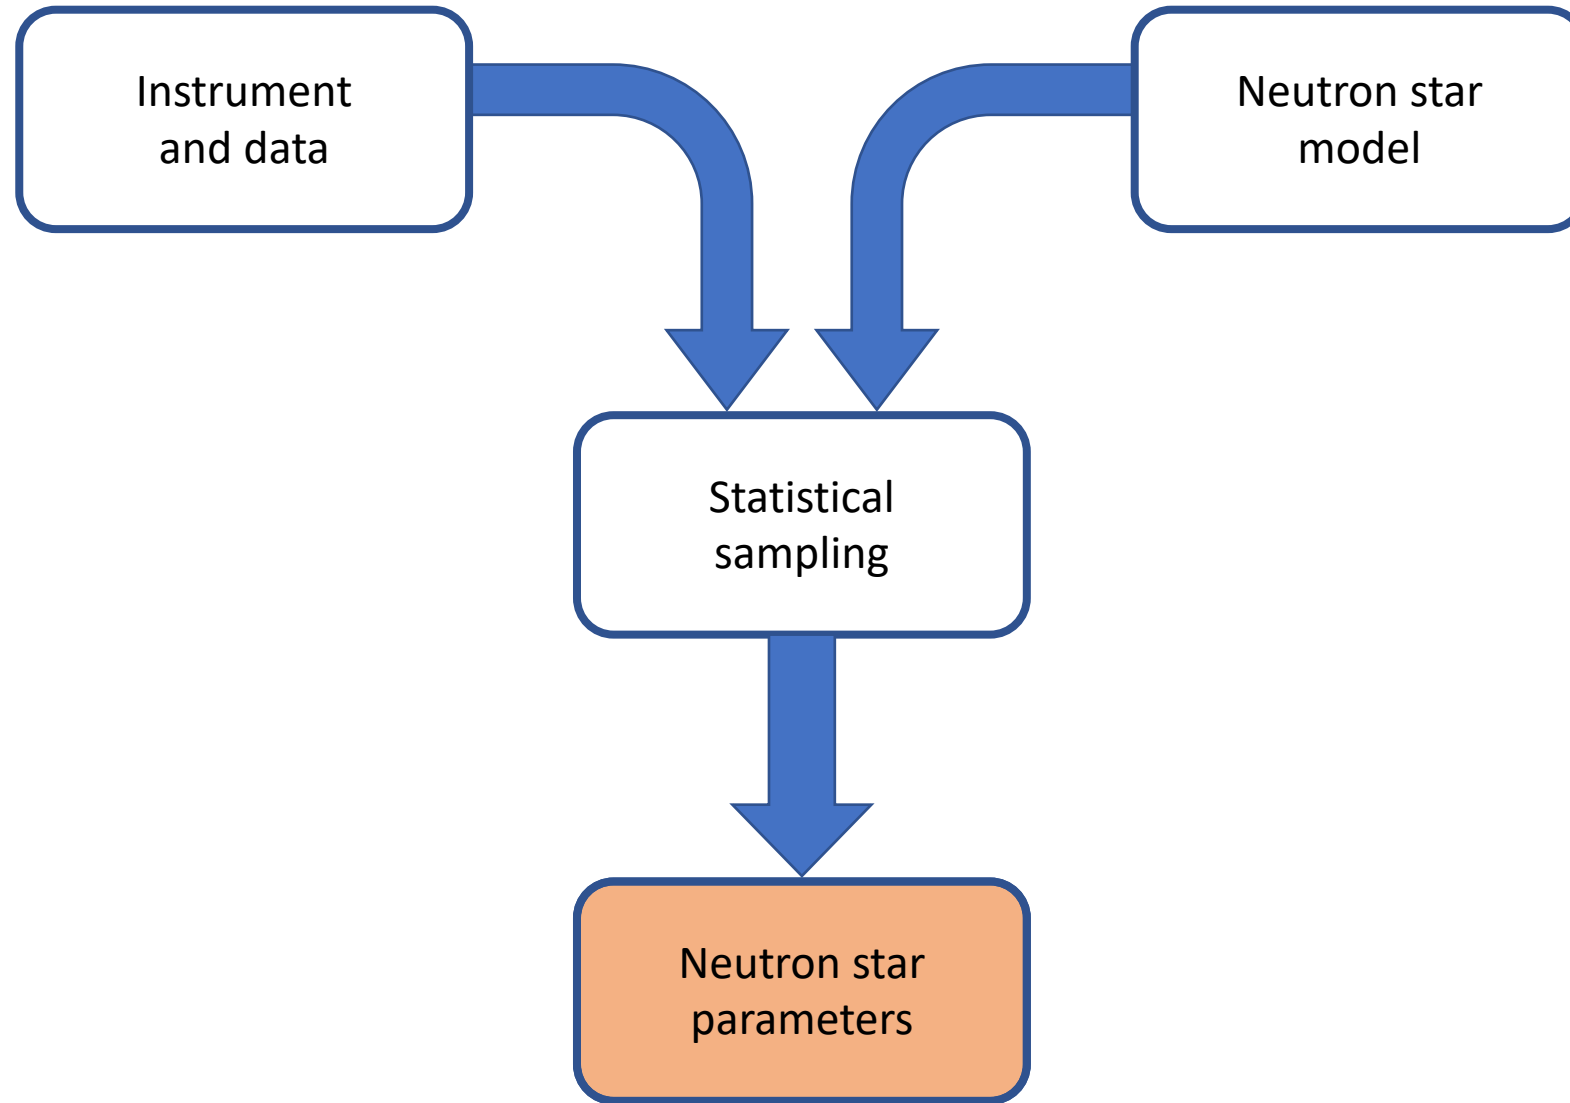 Instrument
and data
Neutron star
model
Statistical
sampling
Neutron star
parameters